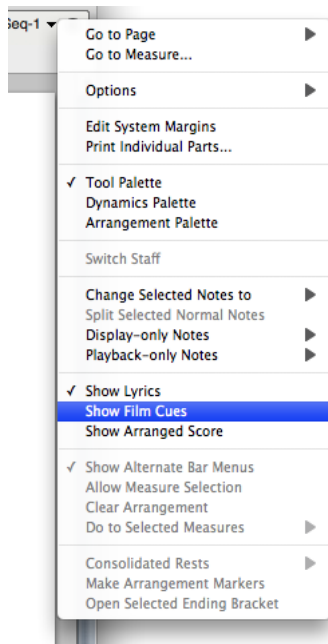 Seq-1
Go to Page
Go to Measure...
Options
Edit System Margins
Print Individual Parts...
✓ Tool Palette
Dynamics Palette
Arrangement Palette
Switch Staff
Change Selected Notes to
Split Selected Normal Notes
Display-only Notes
Playback-only Notes
✓ Show Lyrics
Show Film Cues
Show Arranged Score
✓ Show Alternate Bar Menus
Allow Measure Selection
Clear Arrangement
Do to Selected Measures
Consolidated Rests
Make Arrangement Markers
Open Selected Ending Bracket